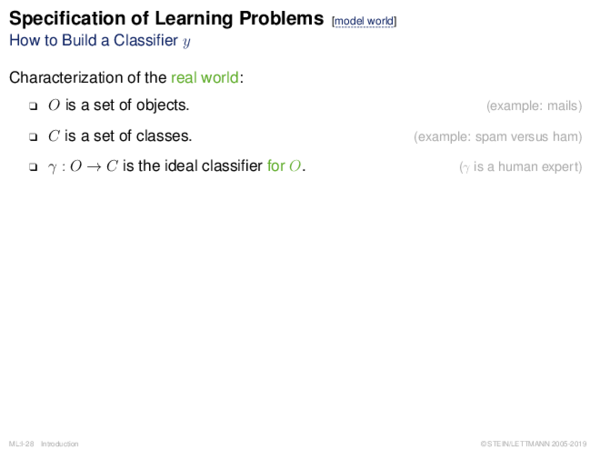 Specification of Learning Problems [model world]
How to Build a Classifier y
Characterization of the real world:
❑ O is a set of objects. (example: mails)
❑ C is a set of classes. (example: spam versus ham)
❑ γ : O → C is the ideal classifier for O. (γ is a human expert)
ML:I-28 Introduction ©STEIN/LETTMANN 2005-2019